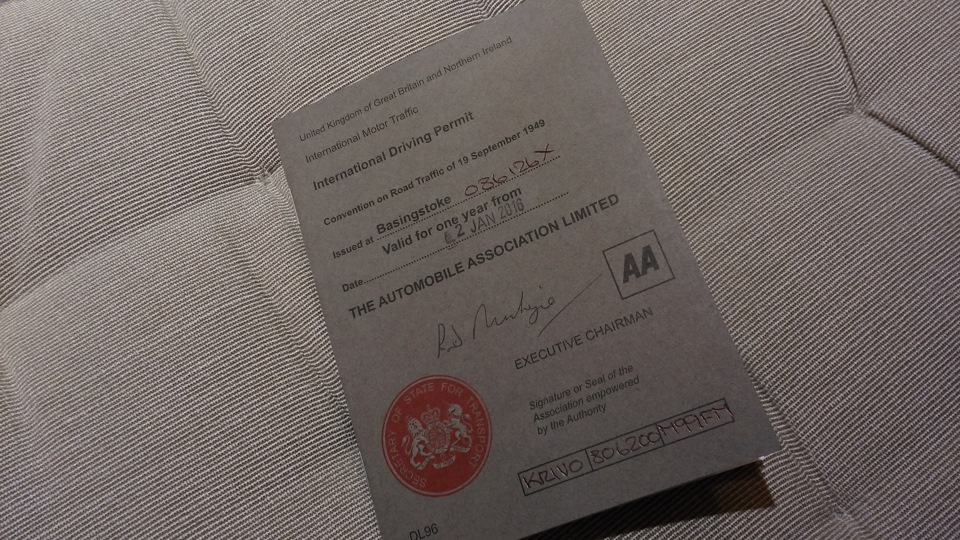 United Kingdom of Great Britain and Northern Ireland
International Motor Traffic
International Driving Permit
Convention on Road Traffic of 19 September 1949
Issued at Basingstoke 086126X
Valid for one year from
Date 2 JAN 2016
THE AUTOMOBILE ASSOCIATION LIMITED
AA
EXECUTIVE CHAIRMAN
Signature or Seal of the
Association empowered
by the Authority
SECRETARY OF STATE FOR TRANSPORT
KRIVO 806200 M99FM
DL96